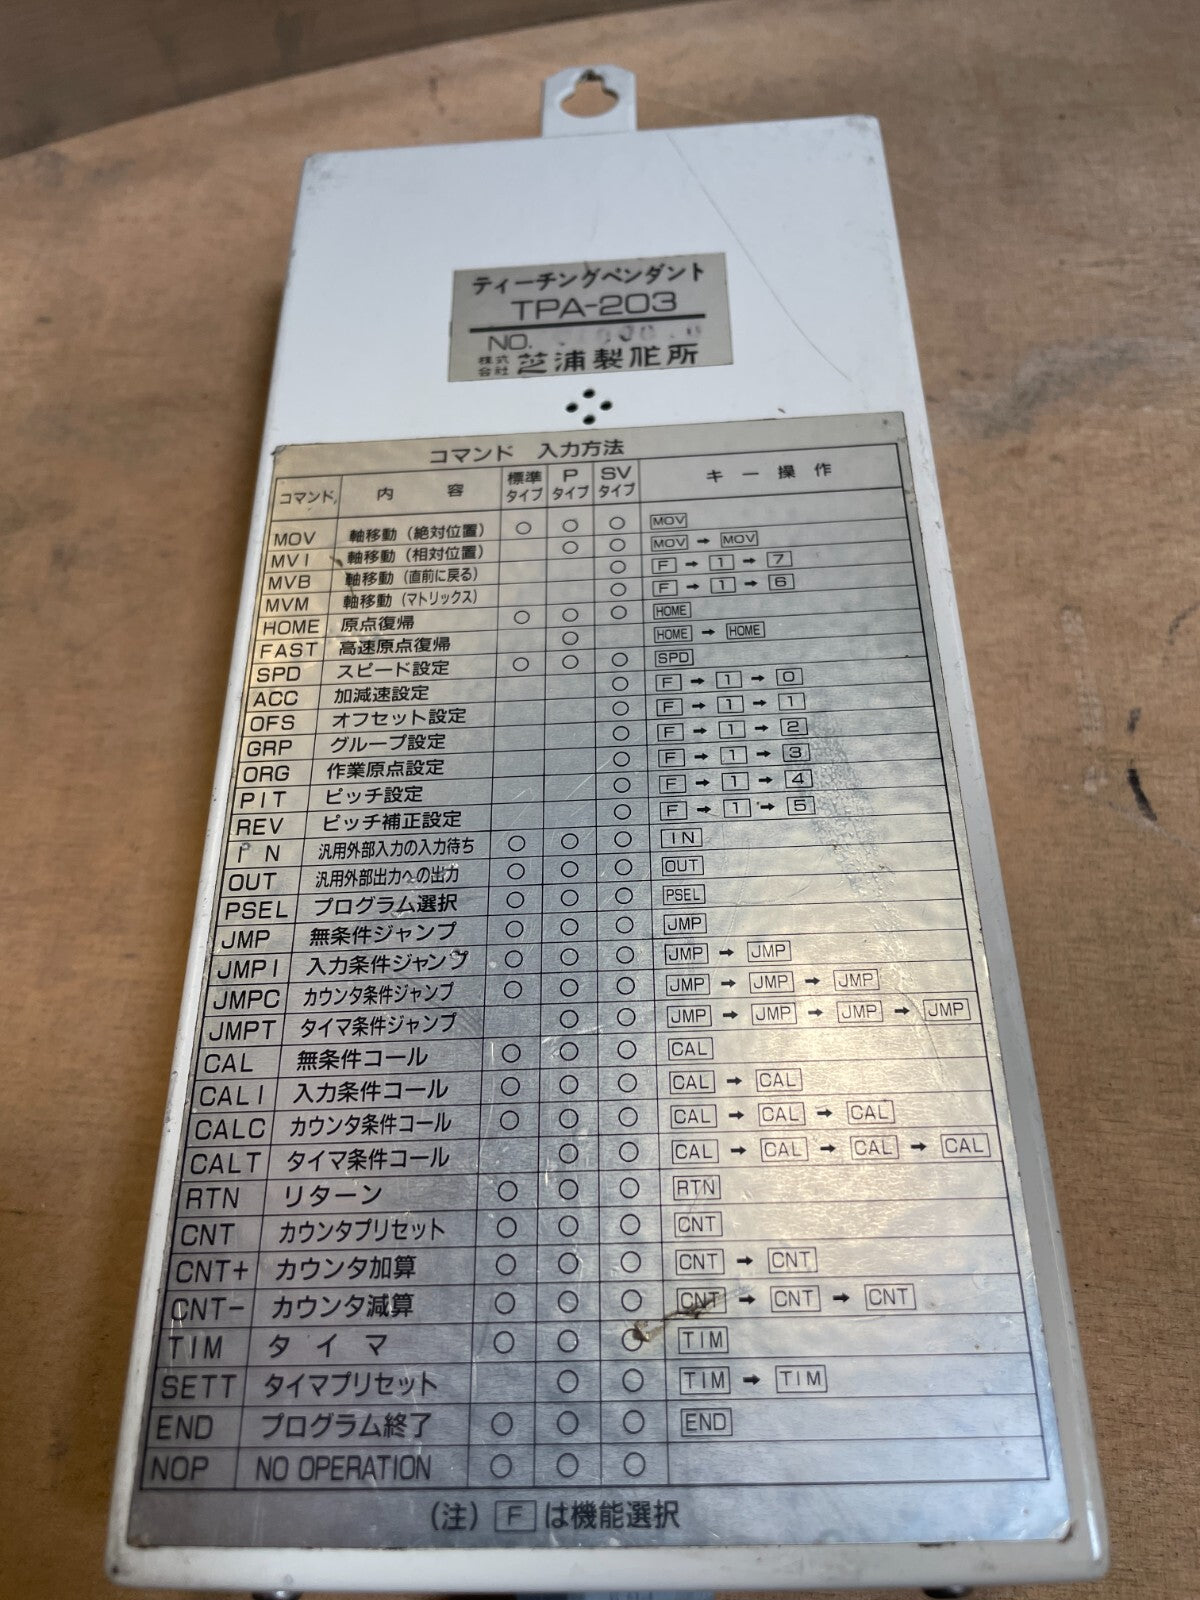 ティーチングペンダント
TPA-203
NO.
株式会社 芝浦製作所
コマンド 入力方法
コマンド 内容 標準タイプ Pタイプ SVタイプ キー操作
MOV 軸移動(絶対位置) ○ ○ ○ MOV
MVI 軸移動(相対位置) ○ ○ MOV → MOV
MVB 軸移動(直前に戻る) ○ F → 1 → 7
MVM 軸移動(マトリックス) ○ F → 1 → 6
HOME 原点復帰 ○ ○ ○ HOME
FAST 高速原点復帰 ○ HOME → HOME
SPD スピード設定 ○ ○ ○ SPD
ACC 加減速設定 ○ F → 1 → 0
OFS オフセット設定 ○ F → 1 → 1
GRP グループ設定 ○ F → 1 → 2
ORG 作業原点設定 ○ F → 1 → 3
PIT ピッチ設定 ○ F → 1 → 4
REV ピッチ補正設定 ○ F → 1 → 5
IN 汎用外部入力の入力待ち ○ ○ ○ IN
OUT 汎用外部出力への出力 ○ ○ ○ OUT
PSEL プログラム選択 ○ ○ ○ PSEL
JMP 無条件ジャンプ ○ ○ ○ JMP
JMPI 入力条件ジャンプ ○ ○ ○ JMP → JMP
JMPC カウンタ条件ジャンプ ○ ○ ○ JMP → JMP → JMP
JMPT タイマ条件ジャンプ ○ ○ JMP → JMP → JMP → JMP
CAL 無条件コール ○ ○ ○ CAL
CALI 入力条件コール ○ ○ ○ CAL → CAL
CALC カウンタ条件コール ○ ○ ○ CAL → CAL → CAL
CALT タイマ条件コール ○ ○ CAL → CAL → CAL → CAL
RTN リターン ○ ○ ○ RTN
CNT カウンタプリセット ○ ○ ○ CNT
CNT+ カウンタ加算 ○ ○ ○ CNT → CNT
CNT- カウンタ減算 ○ ○ ○ CNT → CNT → CNT
TIM タイマ ○ ○ ○ TIM
SETT タイマプリセット ○ ○ TIM → TIM
END プログラム終了 ○ ○ ○ END
NOP NO OPERATION ○ ○ ○
(注) F は機能選択